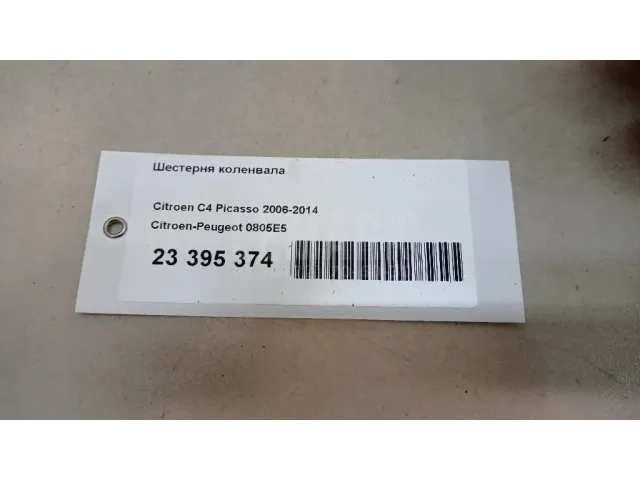 Шестерня коленвала
Citroen C4 Picasso 2006-2014
Citroen-Peugeot 0805E5
23 395 374